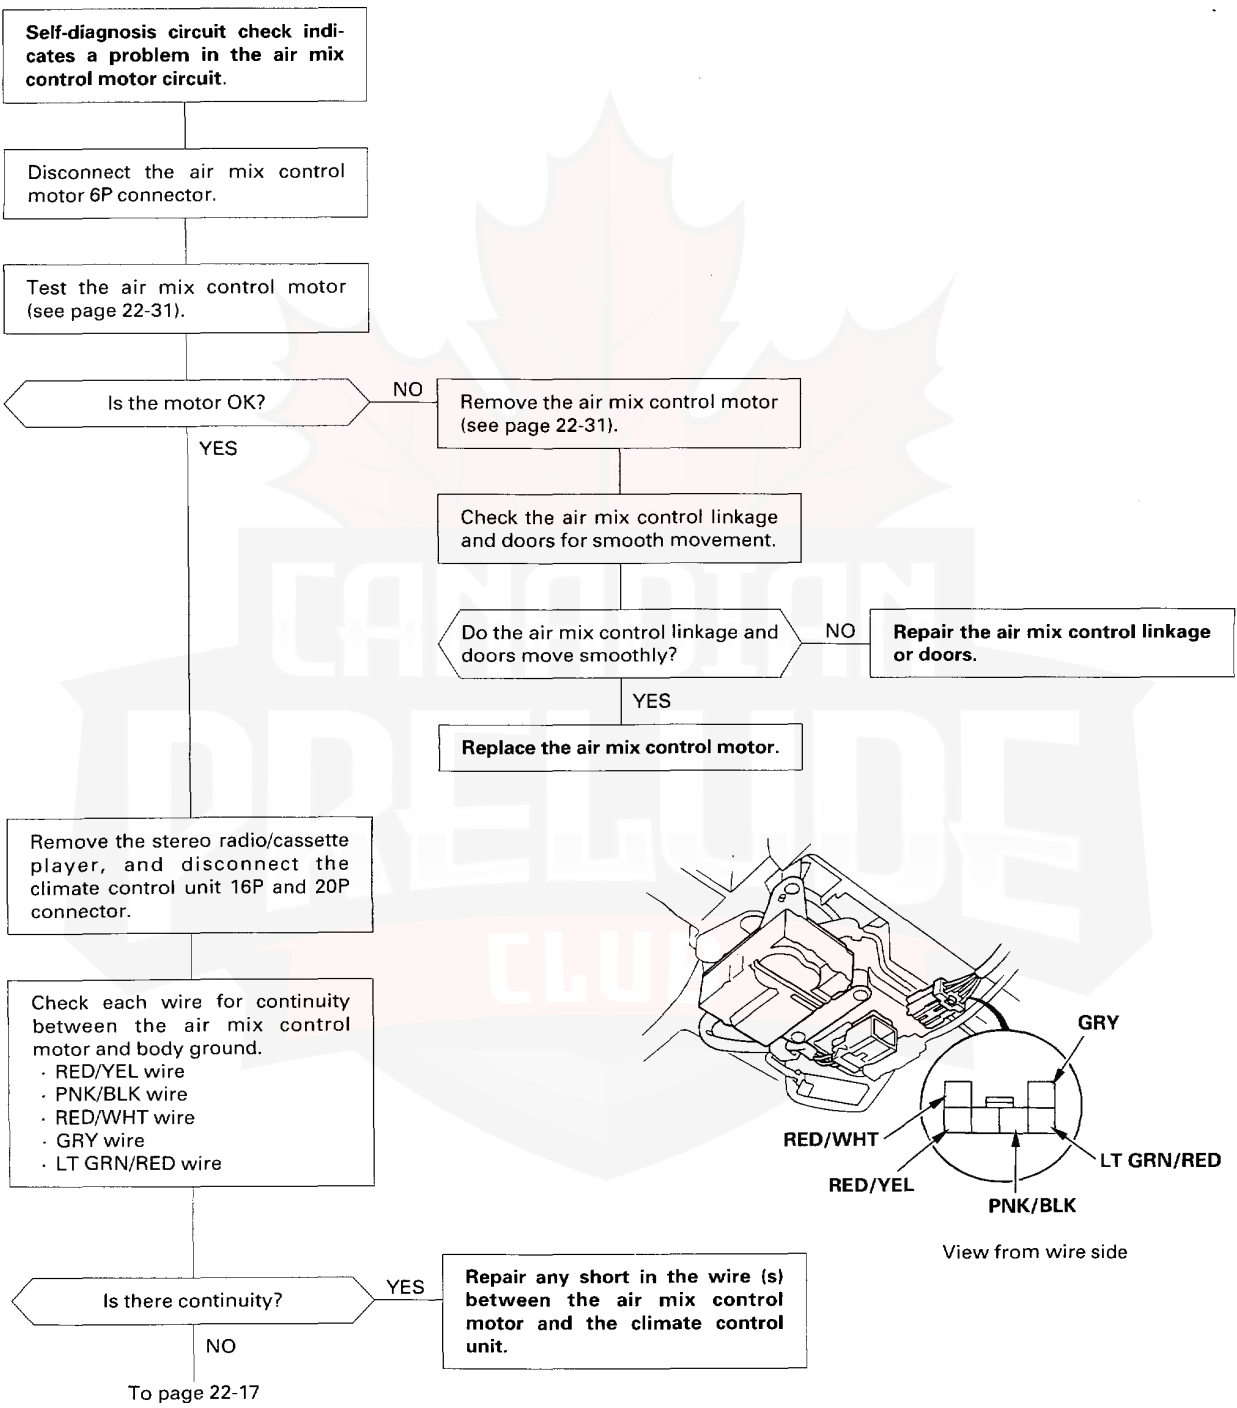 Self-diagnosis circuit check indi-
cates a problem in the air mix
control motor circuit.
Disconnect the air mix control
motor 6P connector.
Test the air mix control motor
(see page 22-31).
Is the motor OK?
NO
YES
Remove the air mix control motor
(see page 22-31).
Check the air mix control linkage
and doors for smooth movement.
Do the air mix control linkage and
doors move smoothly?
NO
Repair the air mix control linkage
or doors.
YES
Replace the air mix control motor.
Remove the stereo radio/cassette
player, and disconnect the
climate control unit 16P and 20P
connector.
Check each wire for continuity
between the air mix control
motor and body ground.
· RED/YEL wire
· PNK/BLK wire
· RED/WHT wire
· GRY wire
· LT GRN/RED wire
GRY
RED/WHT
LT GRN/RED
RED/YEL
PNK/BLK
View from wire side
Is there continuity?
YES
Repair any short in the wire (s)
between the air mix control
motor and the climate control
unit.
NO
To page 22-17
CANADIAN
PRELUDE
CLUB